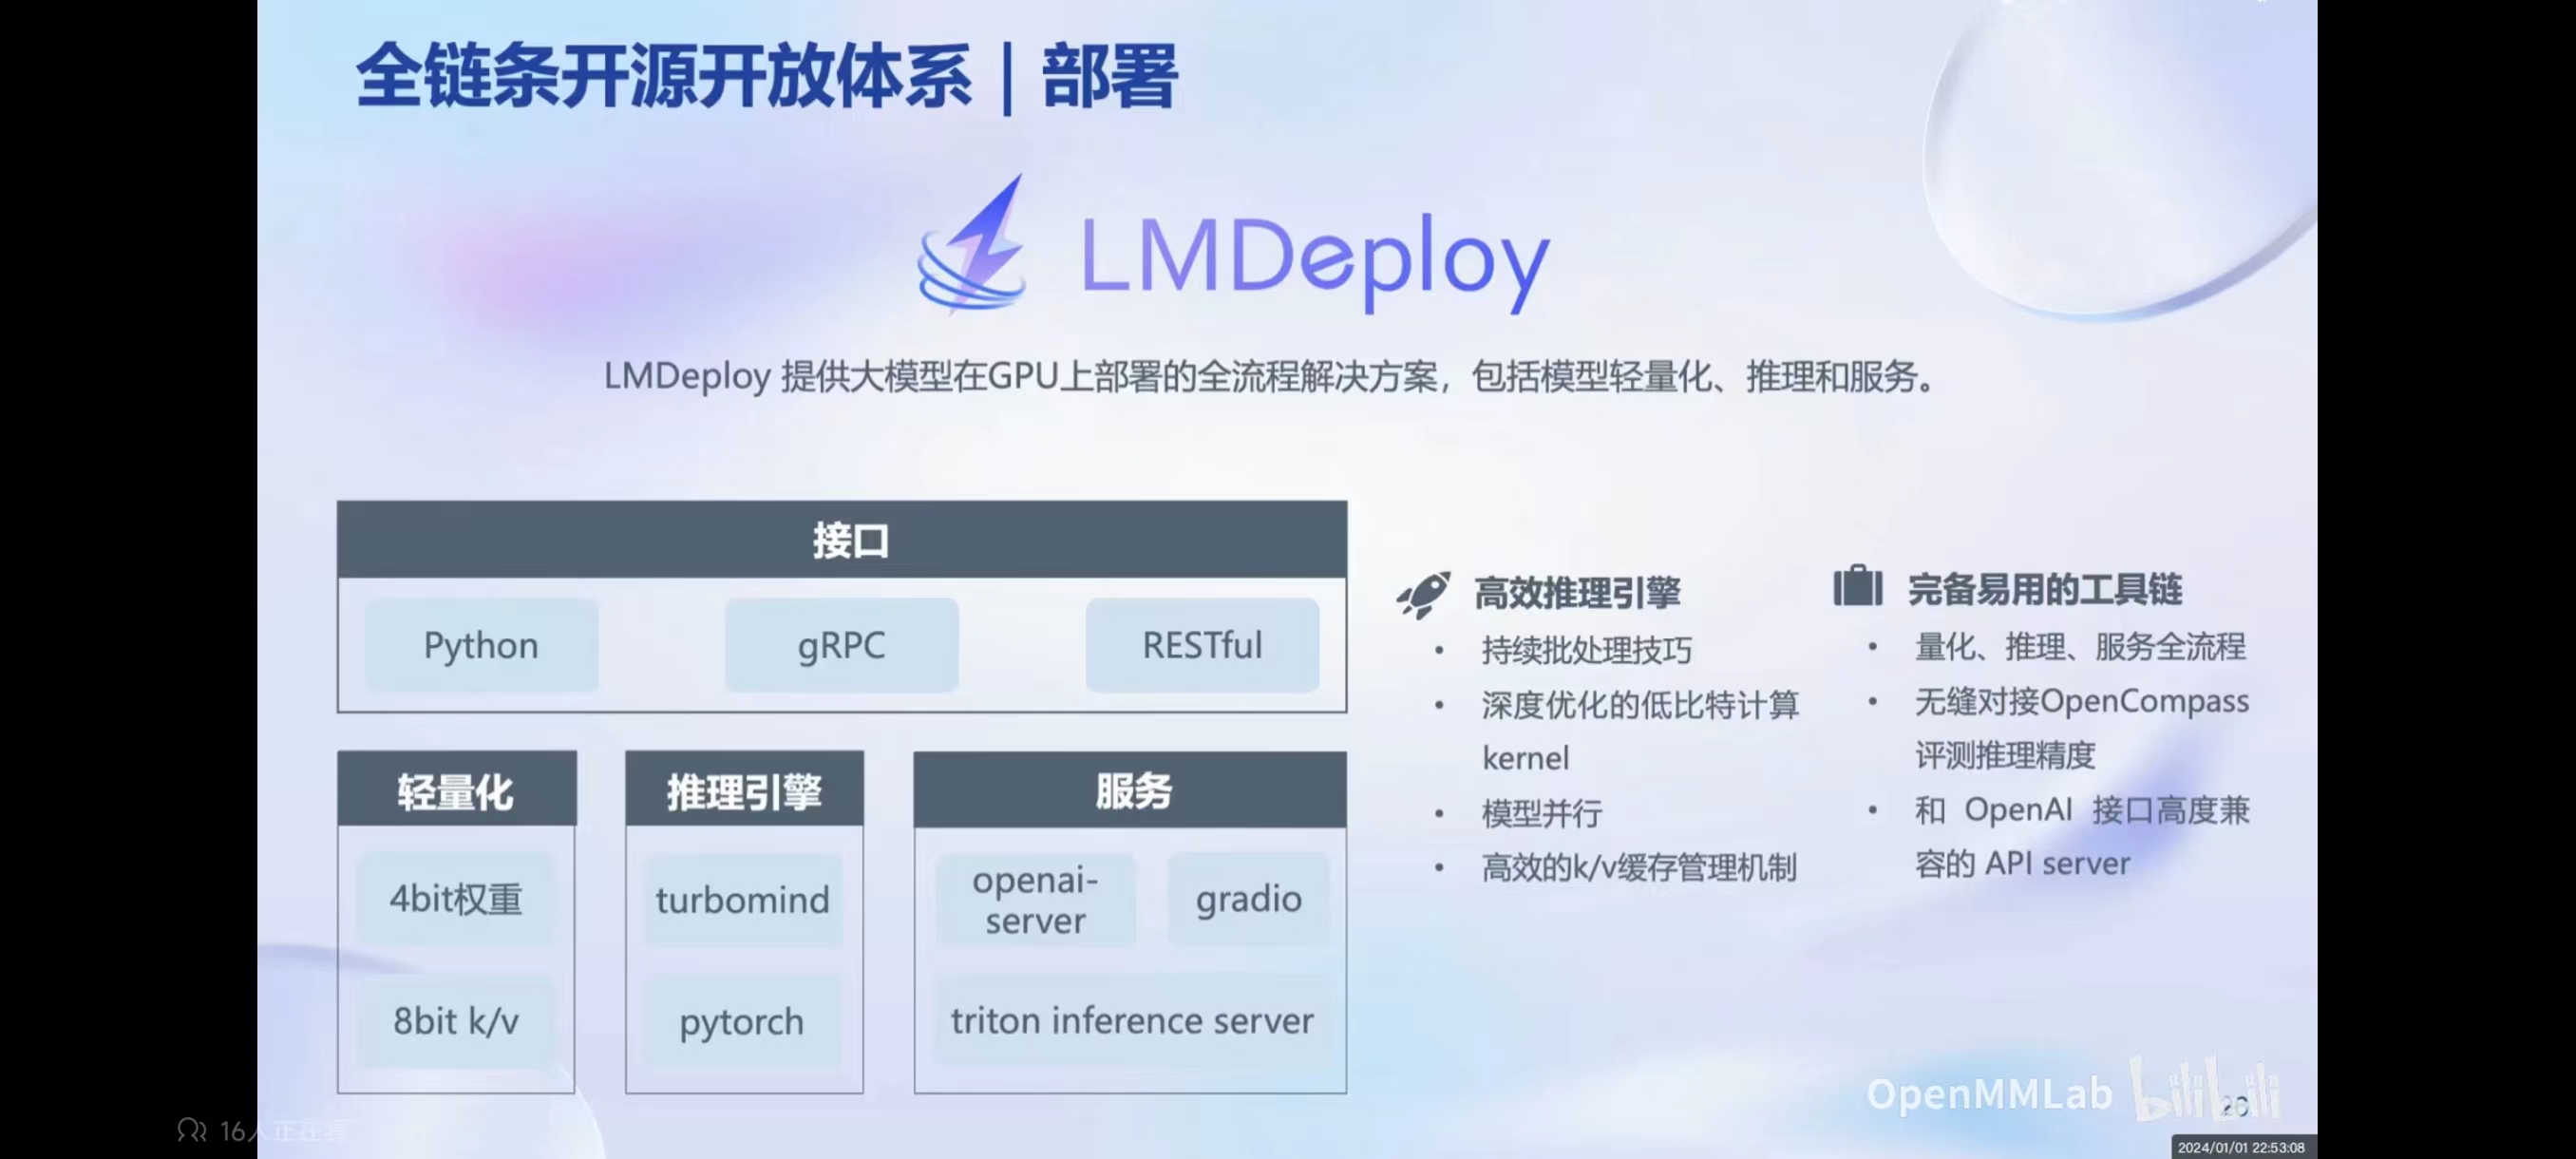 全链条开源开放体系｜部署
LMDeploy
LMDeploy 提供大模型在GPU上部署的全流程解决方案，包括模型轻量化、推理和服务。
接口
Python
gRPC
RESTful
轻量化
4bit权重
8bit k/v
推理引擎
turbomind
pytorch
服务
openai-
server
gradio
triton inference server
高效推理引擎
• 持续批处理技巧
• 深度优化的低比特计算
kernel
• 模型并行
• 高效的k/v缓存管理机制
完备易用的工具链
• 量化、推理、服务全流程
• 无缝对接OpenCompass
评测推理精度
• 和 OpenAI 接口高度兼
容的 API server
OpenMMLab bilibili
16人正在看
2024/01/01 22:53:08